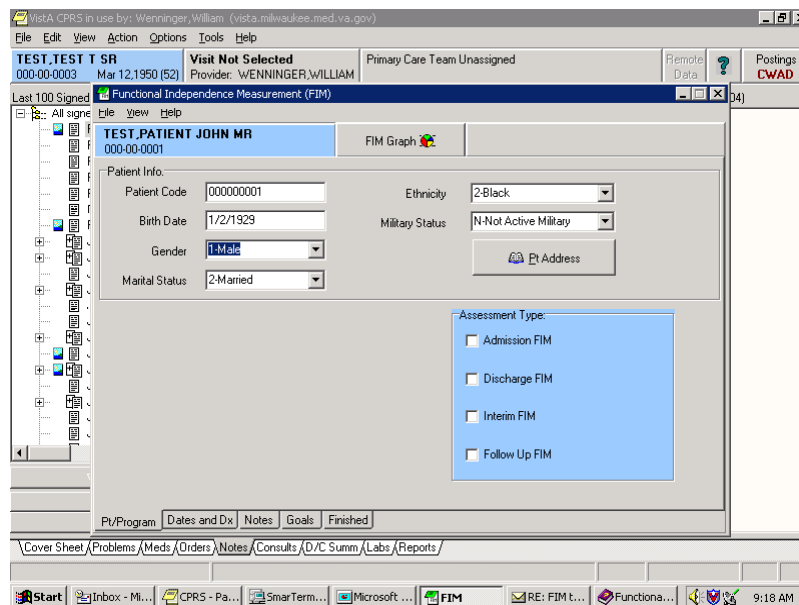 VistA CPRS in use by: Wenninger,William (vista.milwaukee.med.va.gov)
File Edit View Action Options Tools Help
TEST,TEST T SR
000-00-0003 Mar 12,1950 (52)
Visit Not Selected
Provider: WENNINGER,WILLIAM
Primary Care Team Unassigned
Remote Data
?
Postings
CWAD
Last 100 Signed
04)
All signe
Functional Independence Measurement (FIM)
File View Help
TEST,PATIENT JOHN MR
000-00-0001
FIM Graph
Patient Info.
Patient Code 000000001
Ethnicity 2-Black
Birth Date 1/2/1929
Military Status N-Not Active Military
Gender 1-Male
Pt Address
Marital Status 2-Married
Assessment Type:
Admission FIM
Discharge FIM
Interim FIM
Follow Up FIM
Pt/Program Dates and Dx Notes Goals Finished
Cover Sheet Problems Meds Orders Notes Consults D/C Summ Labs Reports
Start Inbox - Mi... CPRS - Pa... SmarTerm... Microsoft ... FIM RE: FIM t... Functiona... 9:18 AM